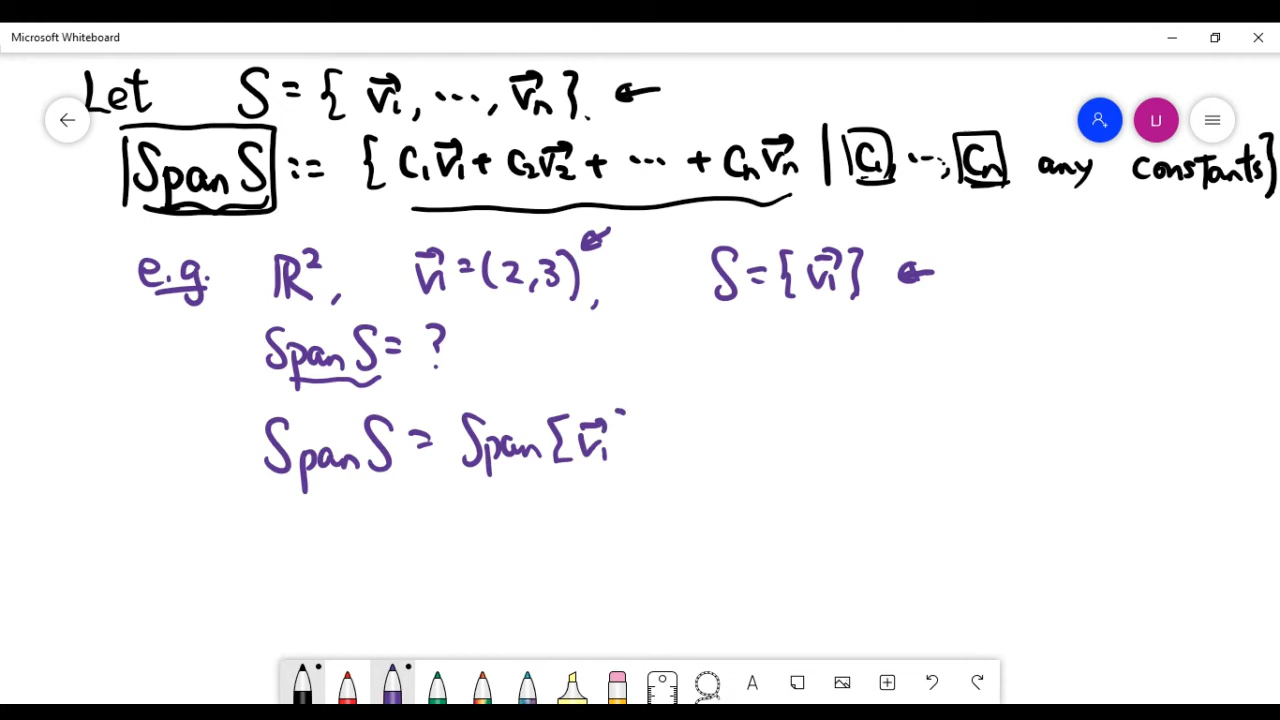 Microsoft Whiteboard
Let S = { v⃗₁, ⋯, v⃗ₙ }.
Span S := { c₁v⃗₁ + c₂v⃗₂ + ⋯ + cₙv⃗ₙ | c₁, ⋯, cₙ any constants}
e.g. ℝ², v⃗₁ = (2,3), S = { v⃗₁ }
Span S = ?
Span S = Span { v⃗₁